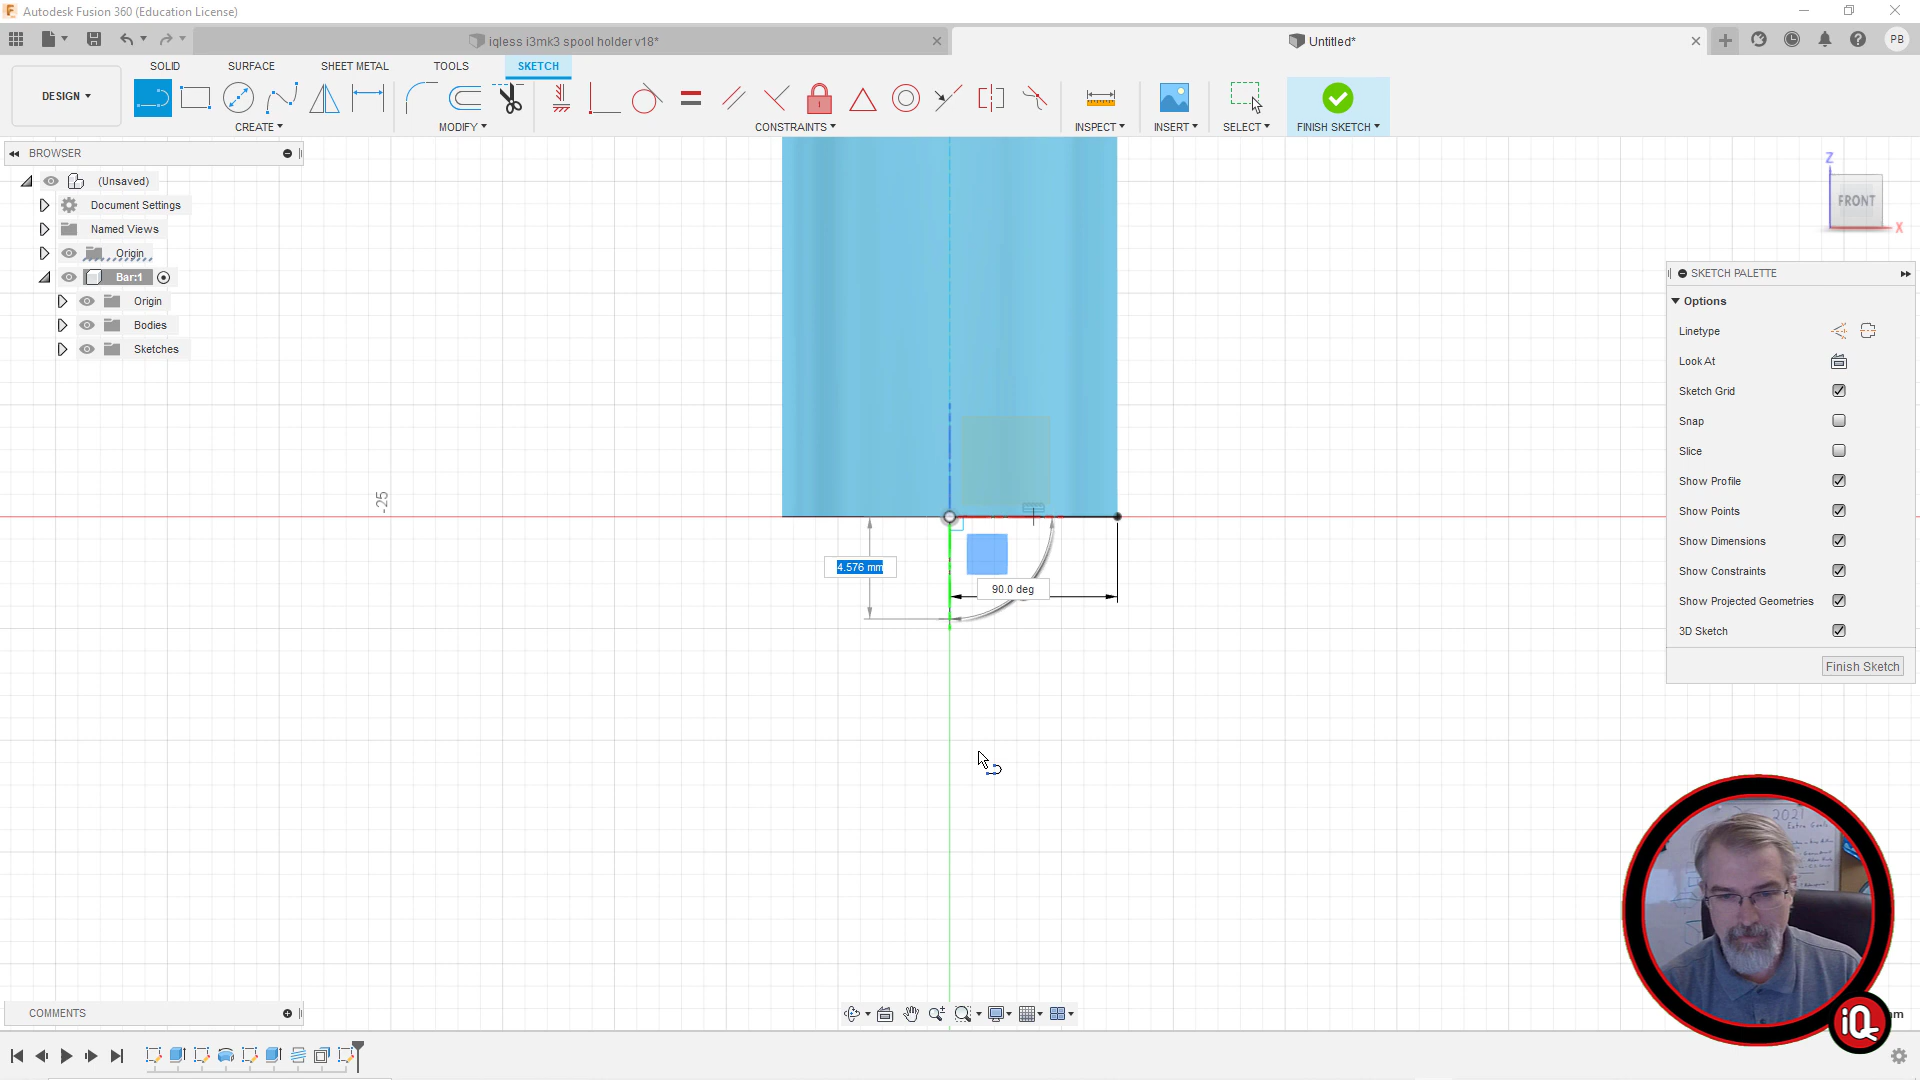 Autodesk Fusion 360 (Education License)
iqless i3mk3 spool holder v18*
Untitled*
PB
DESIGN
SOLID
SURFACE
SHEET METAL
TOOLS
SKETCH
CREATE
MODIFY
CONSTRAINTS
INSPECT
INSERT
SELECT
FINISH SKETCH
BROWSER
(Unsaved)
Document Settings
Named Views
Origin
Bar:1
Origin
Bodies
Sketches
Z
FRONT
X
-25
4.576 mm
90.0 deg
SKETCH PALETTE
Options
Linetype
Look At
Sketch Grid
Snap
Slice
Show Profile
Show Points
Show Dimensions
Show Constraints
Show Projected Geometries
3D Sketch
Finish Sketch
2021
iQ
COMMENTS